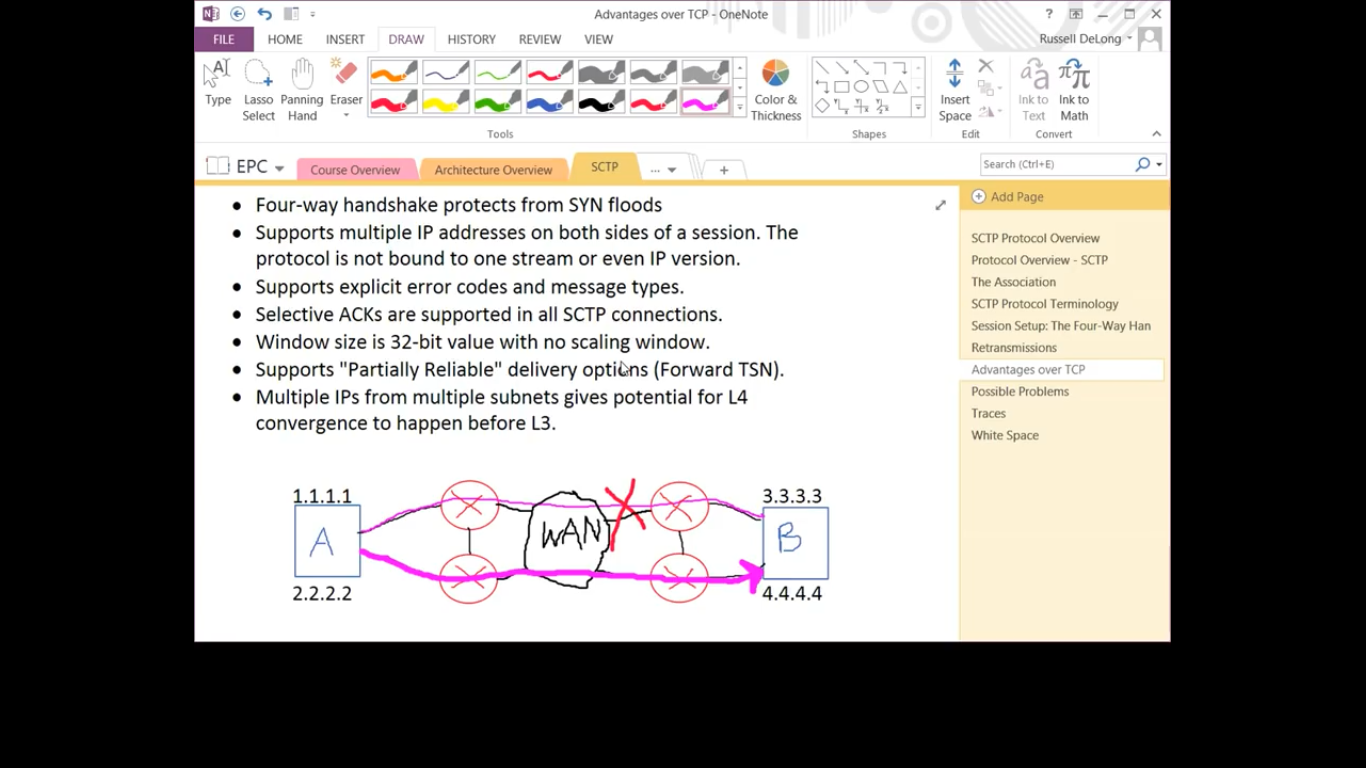 Advantages over TCP - OneNote
?
FILE HOME INSERT DRAW HISTORY REVIEW VIEW
Russell DeLong
Type
Lasso Select
Panning Hand
Eraser
Color & Thickness
Insert Space
Ink to Text
Ink to Math
Tools
Shapes
Edit
Convert
EPC
Course Overview
Architecture Overview
SCTP
...
Search (Ctrl+E)
• Four-way handshake protects from SYN floods
• Supports multiple IP addresses on both sides of a session. The
protocol is not bound to one stream or even IP version.
• Supports explicit error codes and message types.
• Selective ACKs are supported in all SCTP connections.
• Window size is 32-bit value with no scaling window.
• Supports "Partially Reliable" delivery options (Forward TSN).
• Multiple IPs from multiple subnets gives potential for L4
convergence to happen before L3.
1.1.1.1
3.3.3.3
A
WAN
B
2.2.2.2
4.4.4.4
Add Page
SCTP Protocol Overview
Protocol Overview - SCTP
The Association
SCTP Protocol Terminology
Session Setup: The Four-Way Han
Retransmissions
Advantages over TCP
Possible Problems
Traces
White Space